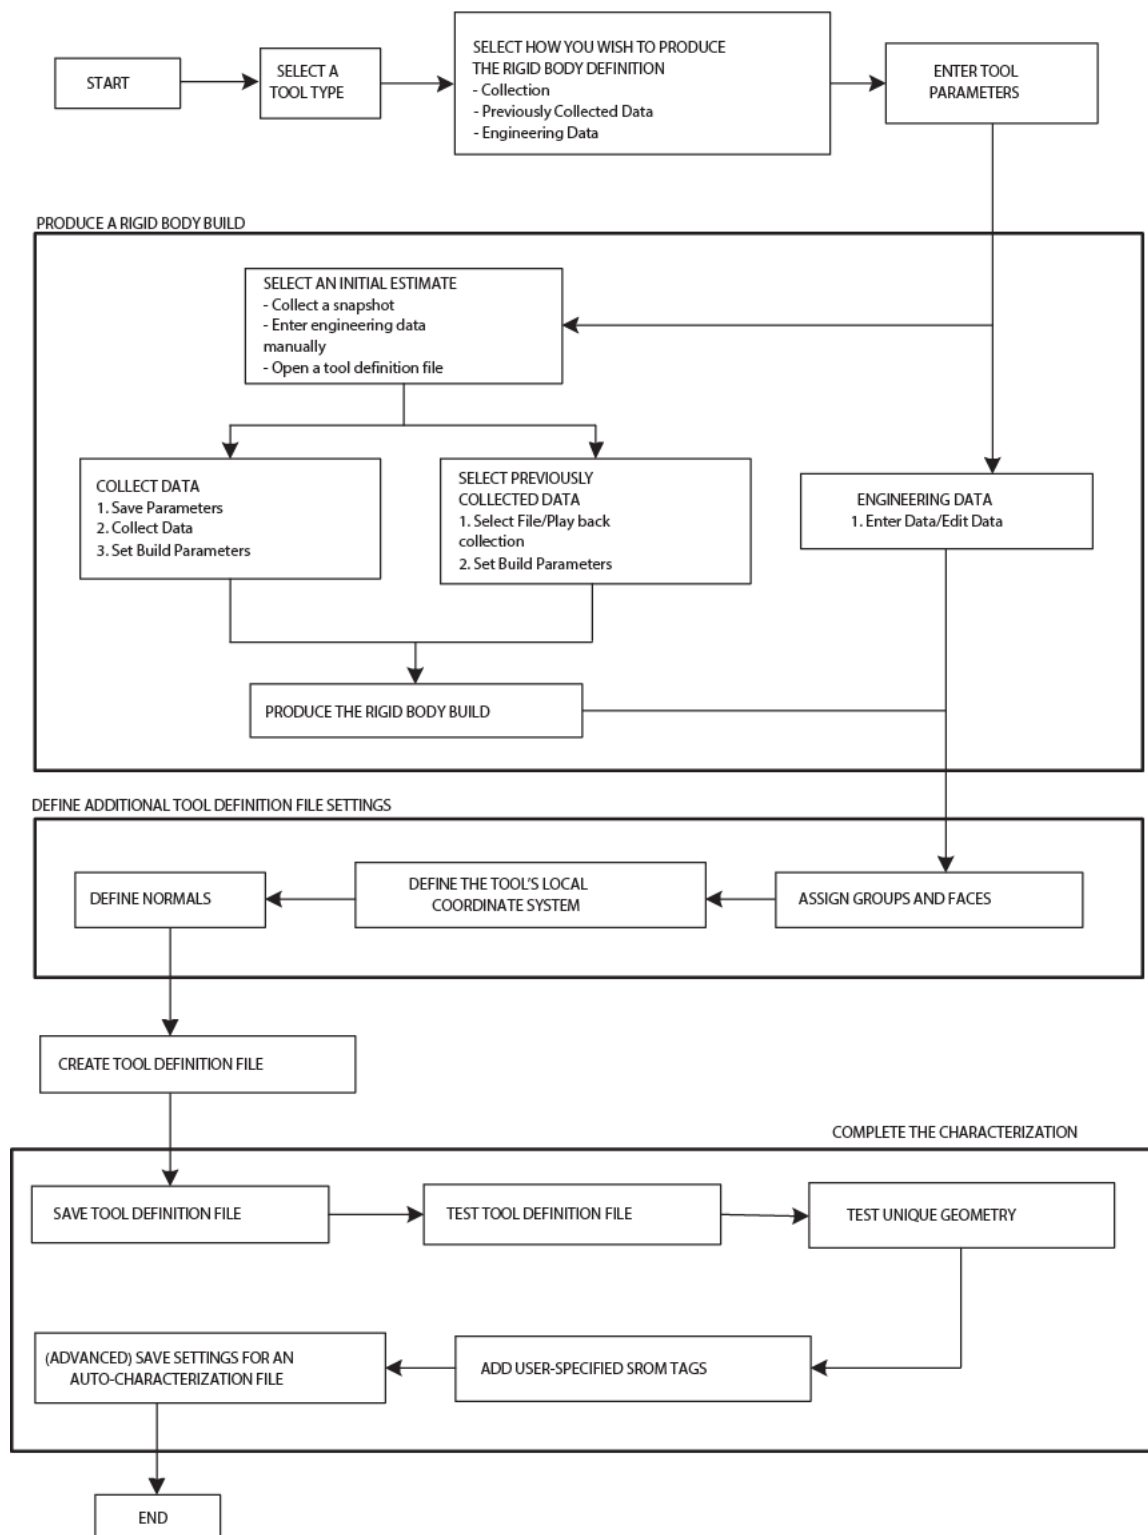 START
SELECT A
TOOL TYPE
SELECT HOW YOU WISH TO PRODUCE
THE RIGID BODY DEFINITION
- Collection
- Previously Collected Data
- Engineering Data
ENTER TOOL
PARAMETERS
PRODUCE A RIGID BODY BUILD
SELECT AN INITIAL ESTIMATE
- Collect a snapshot
- Enter engineering data
manually
- Open a tool definition file
COLLECT DATA
1. Save Parameters
2. Collect Data
3. Set Build Parameters
SELECT PREVIOUSLY
COLLECTED DATA
1. Select File/Play back
collection
2. Set Build Parameters
ENGINEERING DATA
1. Enter Data/Edit Data
PRODUCE THE RIGID BODY BUILD
DEFINE ADDITIONAL TOOL DEFINITION FILE SETTINGS
DEFINE NORMALS
DEFINE THE TOOL'S LOCAL
COORDINATE SYSTEM
ASSIGN GROUPS AND FACES
CREATE TOOL DEFINITION FILE
COMPLETE THE CHARACTERIZATION
SAVE TOOL DEFINITION FILE
TEST TOOL DEFINITION FILE
TEST UNIQUE GEOMETRY
(ADVANCED) SAVE SETTINGS FOR AN
AUTO-CHARACTERIZATION FILE
ADD USER-SPECIFIED SROM TAGS
END